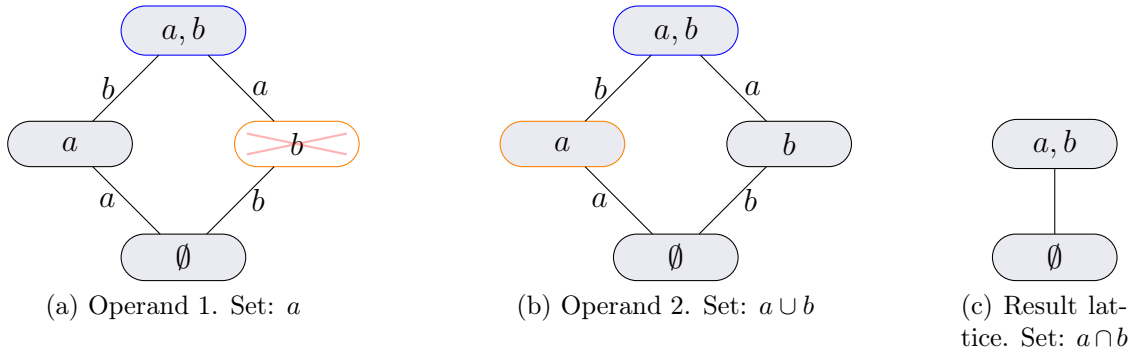 a, b
b
a
a
b
a
b
∅
(a) Operand 1. Set: a
a, b
b
a
a
b
a
b
∅
(b) Operand 2. Set: a ∪ b
a, b
∅
(c) Result lat-
tice. Set: a ∩ b